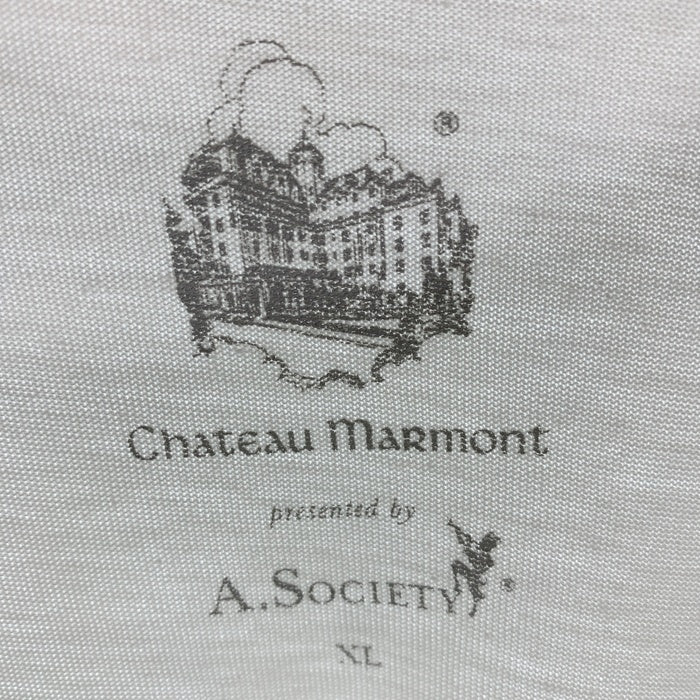 ®
Chateau Marmont
presented by
A. Society ®
XL